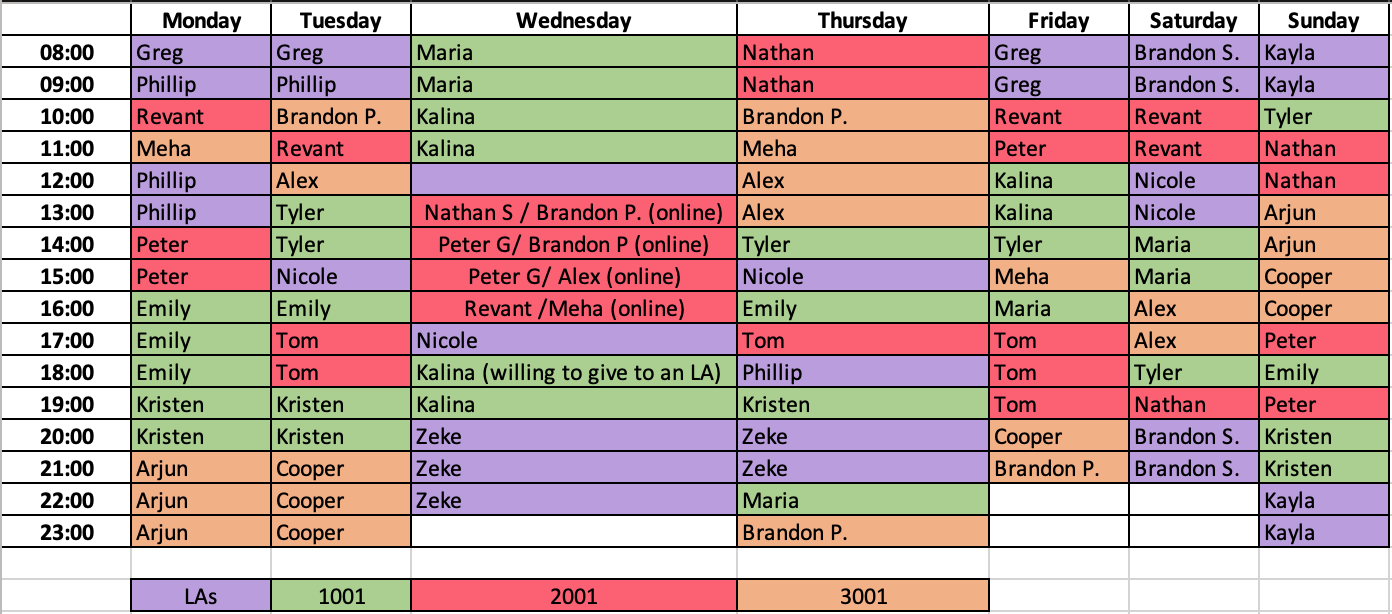 Monday Tuesday Wednesday Thursday Friday Saturday Sunday
08:00 Greg Greg Maria Nathan Greg Brandon S. Kayla
09:00 Phillip Phillip Maria Nathan Greg Brandon S. Kayla
10:00 Revant Brandon P. Kalina Brandon P. Revant Revant Tyler
11:00 Meha Revant Kalina Meha Peter Revant Nathan
12:00 Phillip Alex Alex Kalina Nicole Nathan
13:00 Phillip Tyler Nathan S / Brandon P. (online) Alex Kalina Nicole Arjun
14:00 Peter Tyler Peter G/ Brandon P (online) Tyler Tyler Maria Arjun
15:00 Peter Nicole Peter G/ Alex (online) Nicole Meha Maria Cooper
16:00 Emily Emily Revant /Meha (online) Emily Maria Alex Cooper
17:00 Emily Tom Nicole Tom Tom Alex Peter
18:00 Emily Tom Kalina (willing to give to an LA) Phillip Tom Tyler Emily
19:00 Kristen Kristen Kalina Kristen Tom Nathan Peter
20:00 Kristen Kristen Zeke Zeke Cooper Brandon S. Kristen
21:00 Arjun Cooper Zeke Zeke Brandon P. Brandon S. Kristen
22:00 Arjun Cooper Zeke Maria Kayla
23:00 Arjun Cooper Brandon P. Kayla
LAs 1001 2001 3001